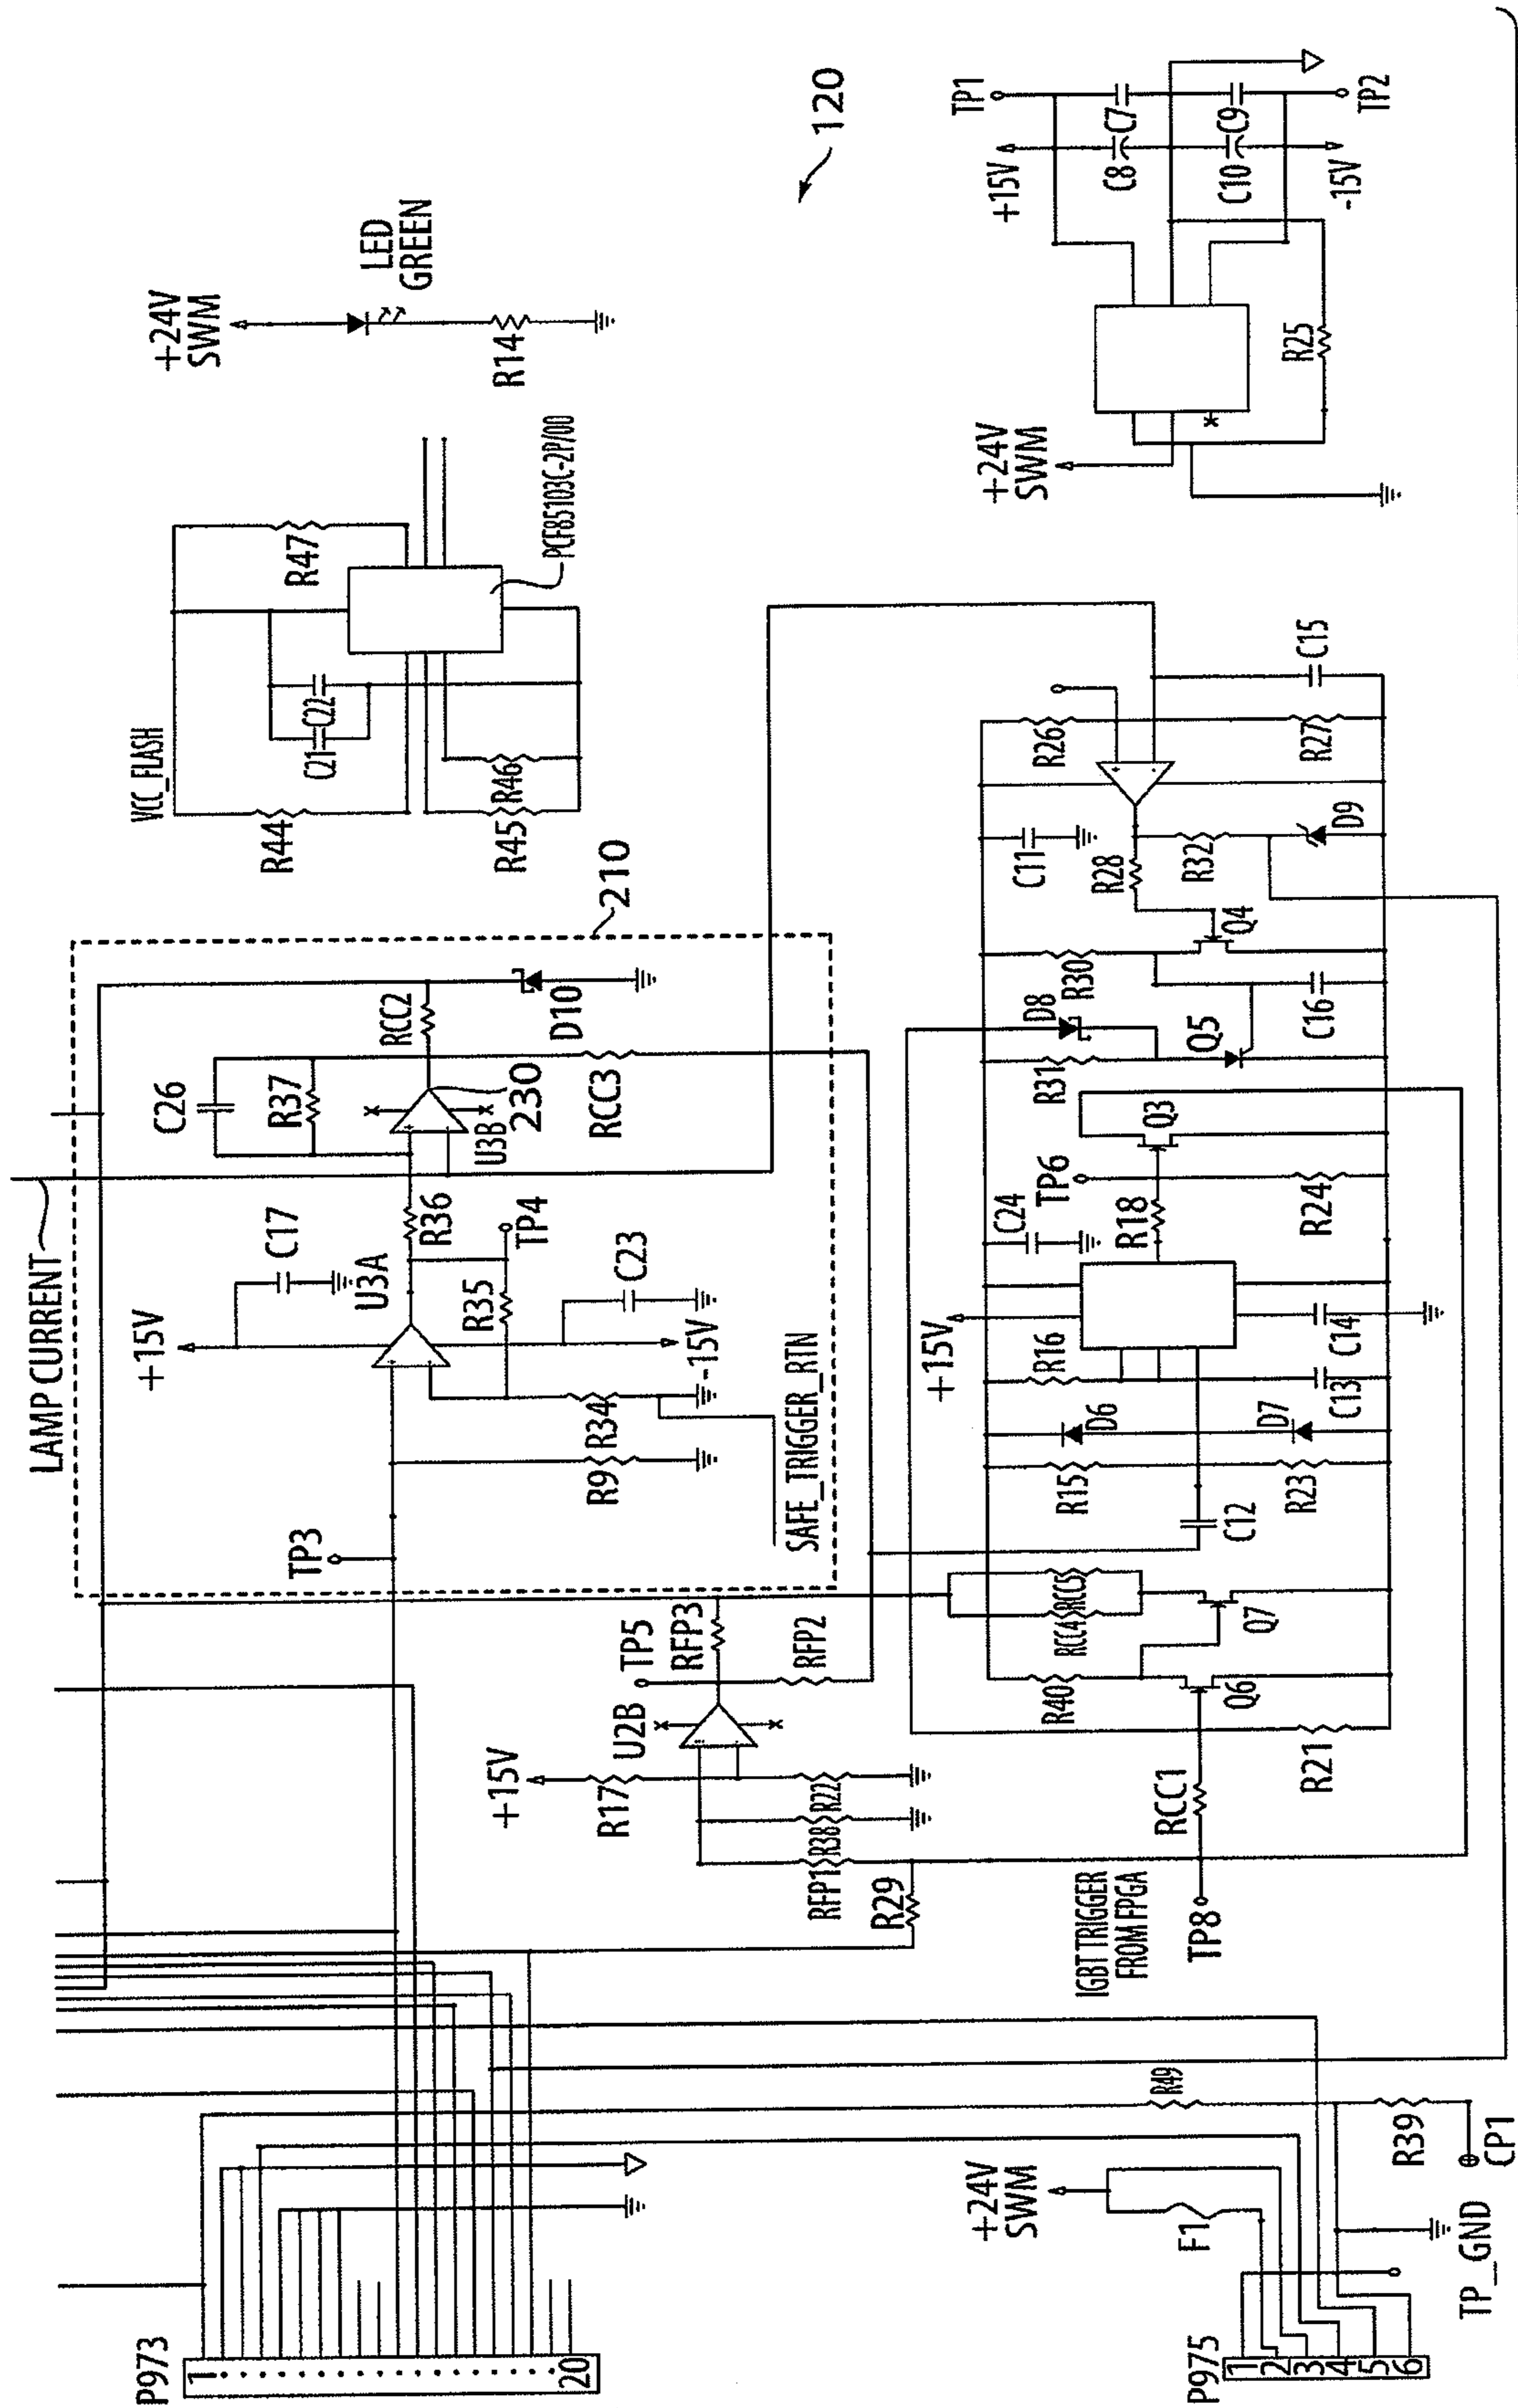 LAMP CURRENT
+15V
C17
U3A
C26
R37
R36
U3B
230
RCC2
D10
RCC3
TP4
R35
C23
-15V
R34
R9
SAFE_TRIGGER_RTN
TP3
210
VCC_FLASH
R44
C21
C22
R47
R45
R46
PCF85103C-2P/00
+24V
SWM
LED
GREEN
R14
120
+24V
SWM
R25
+15V
TP1
C8
C7
C10
C9
-15V
TP2
P973
1
20
+15V
R17
U2B
TP5
RFP3
RFP2
RFP1
R38
R22
R29
IGBT TRIGGER
FROM FPGA
TP8
RCC1
R21
R40
Q6
RCC4
RCC5
Q7
C12
R15
R23
D6
D7
+15V
R16
C13
C14
C24
R18
TP6
R24
Q3
R31
D8
Q5
R30
C16
Q4
C11
R28
R32
D9
R26
R27
C15
P975
1
2
3
4
5
6
+24V
SWM
F1
R49
R39
CP1
TP_GND